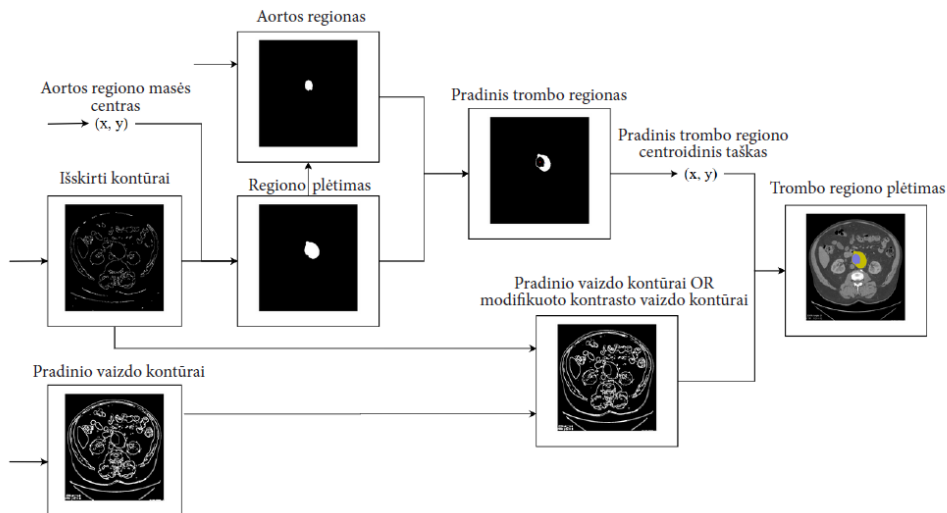 Aortos regionas
Aortos regiono masės
centras
(x, y)
Pradinis trombo regionas
Pradinis trombo regiono
centroidinis taškas
(x, y)
Išskirti kontūrai
Regiono plėtimas
Trombo regiono plėtimas
Pradinio vaizdo kontūrai OR
modifikuoto kontrasto vaizdo kontūrai
Pradinio vaizdo kontūrai